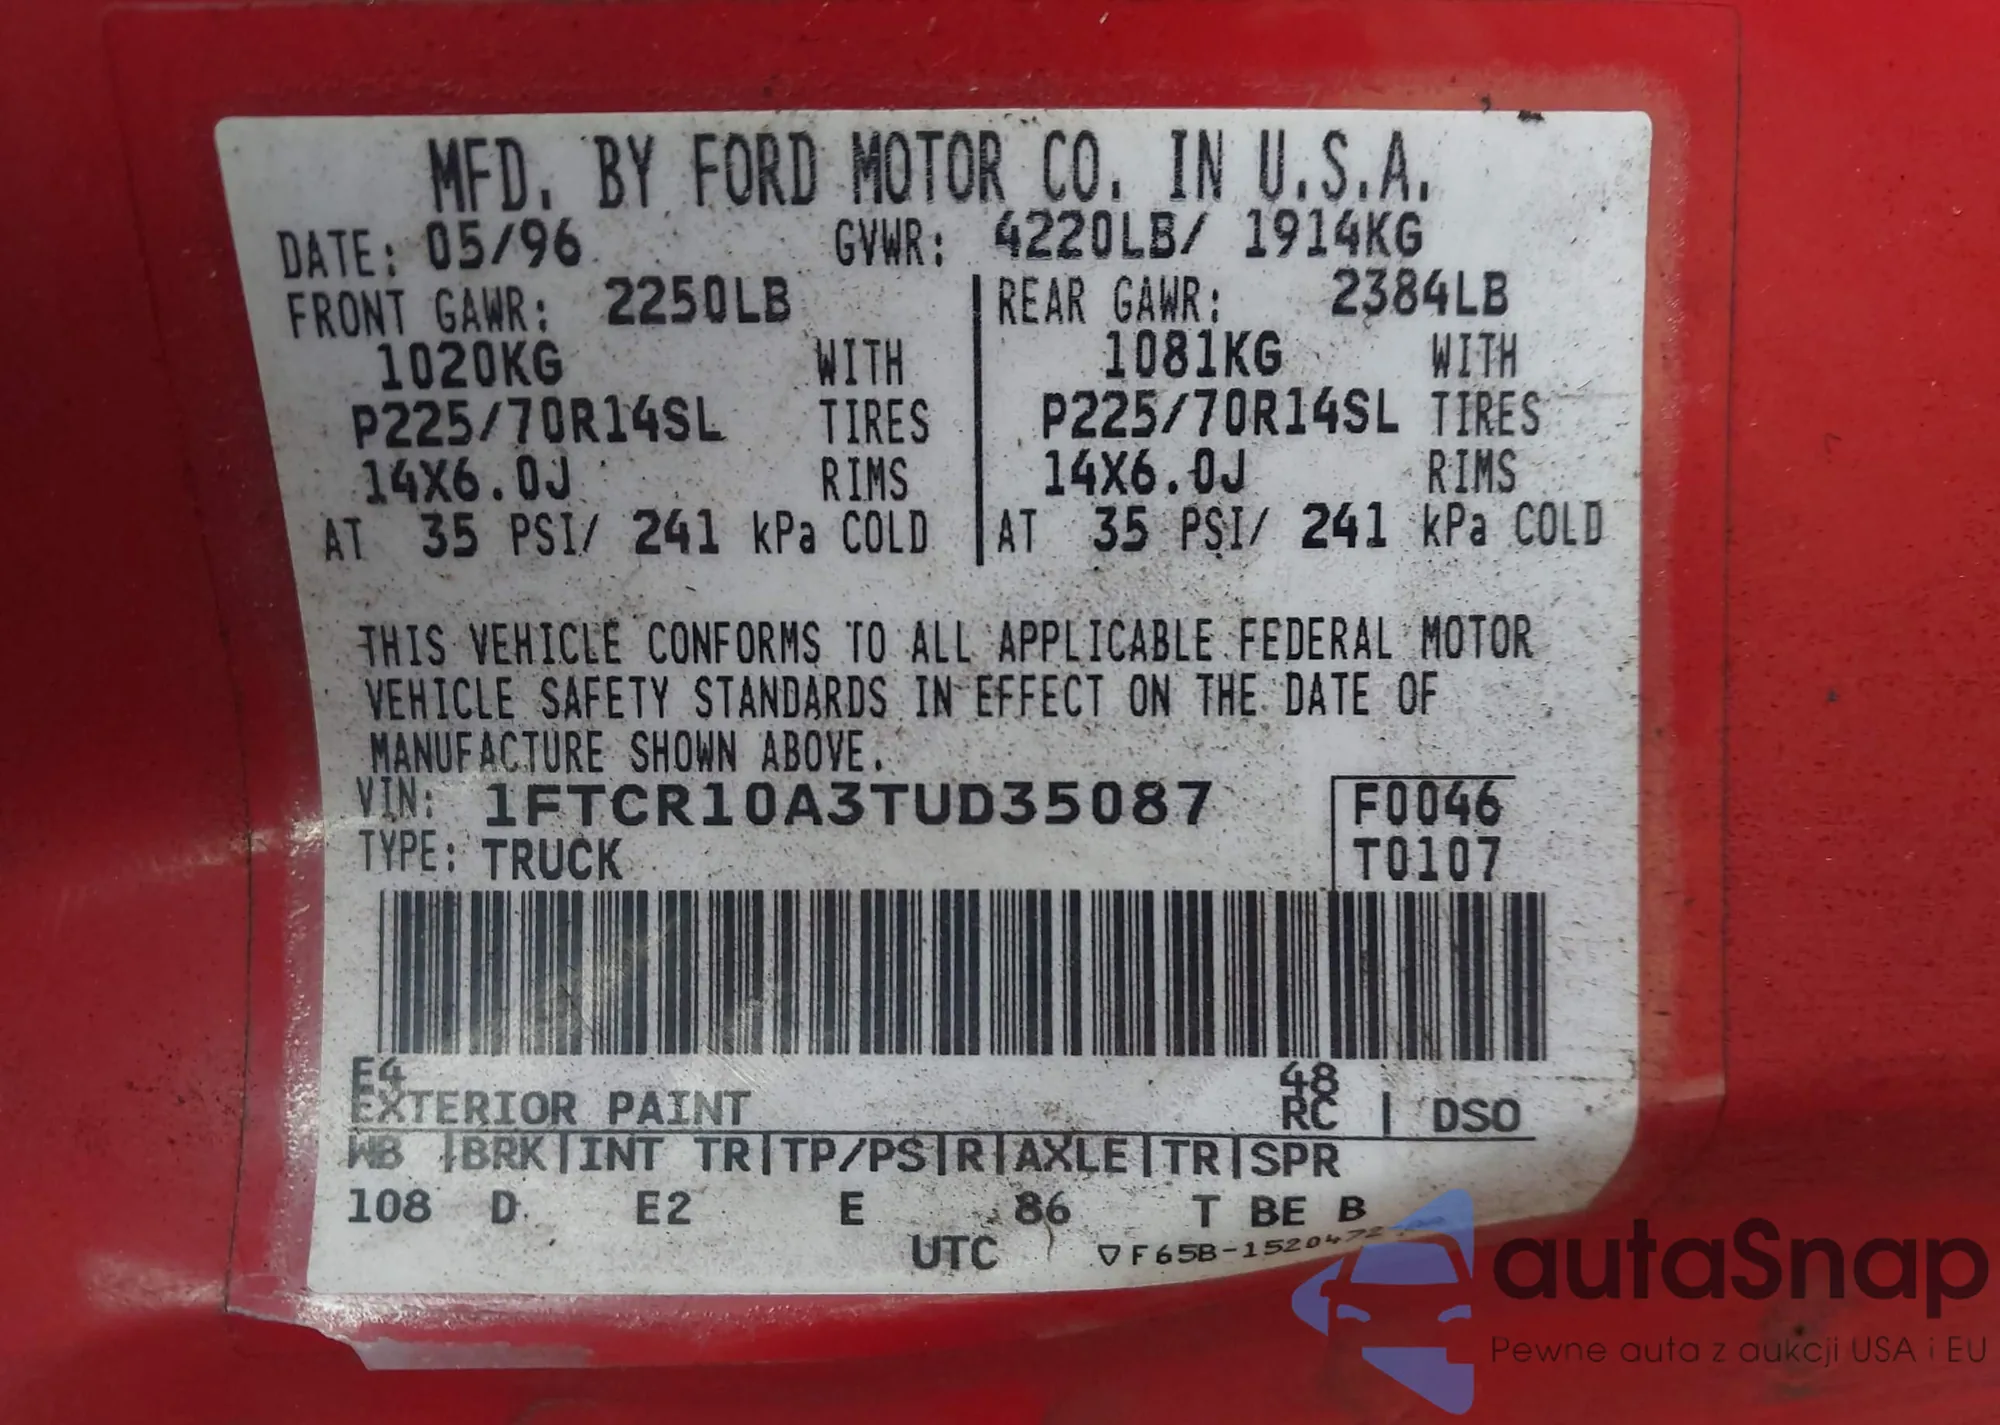 MFD. BY FORD MOTOR CO. IN U.S.A.
DATE: 05/96 GVWR: 4220LB/ 1914KG
FRONT GAWR: 2250LB REAR GAWR: 2384LB
1020KG WITH 1081KG WITH
P225/70R14SL TIRES P225/70R14SL TIRES
14X6.0J RIMS 14X6.0J RIMS
AT 35 PSI/ 241 kPa COLD AT 35 PSI/ 241 kPa COLD
THIS VEHICLE CONFORMS TO ALL APPLICABLE FEDERAL MOTOR
VEHICLE SAFETY STANDARDS IN EFFECT ON THE DATE OF
MANUFACTURE SHOWN ABOVE.
VIN: 1FTCR10A3TUD35087 F0046
TYPE: TRUCK T0107
E4 48
EXTERIOR PAINT RC | DSO
WB |BRK|INT TR|TP/PS|R|AXLE|TR|SPR
108 D E2 E 86 T BE B
UTC ▽F65B-1520472
autaSnap
Pewne auta z aukcji USA i EU